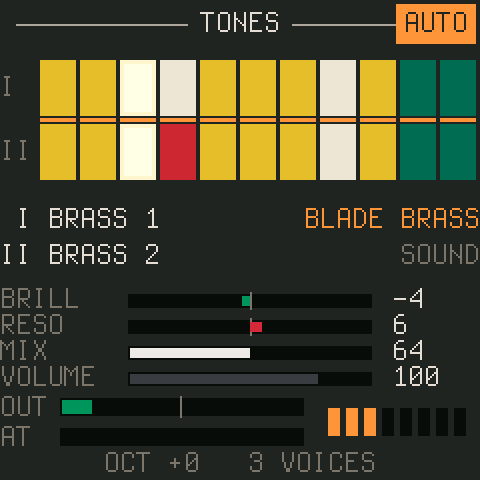 TONES AUTO
I
II
I BRASS 1 BLADE BRASS
II BRASS 2 SOUND
BRILL -4
RESO 6
MIX 64
VOLUME 100
OUT
AT
OCT +0 3 VOICES